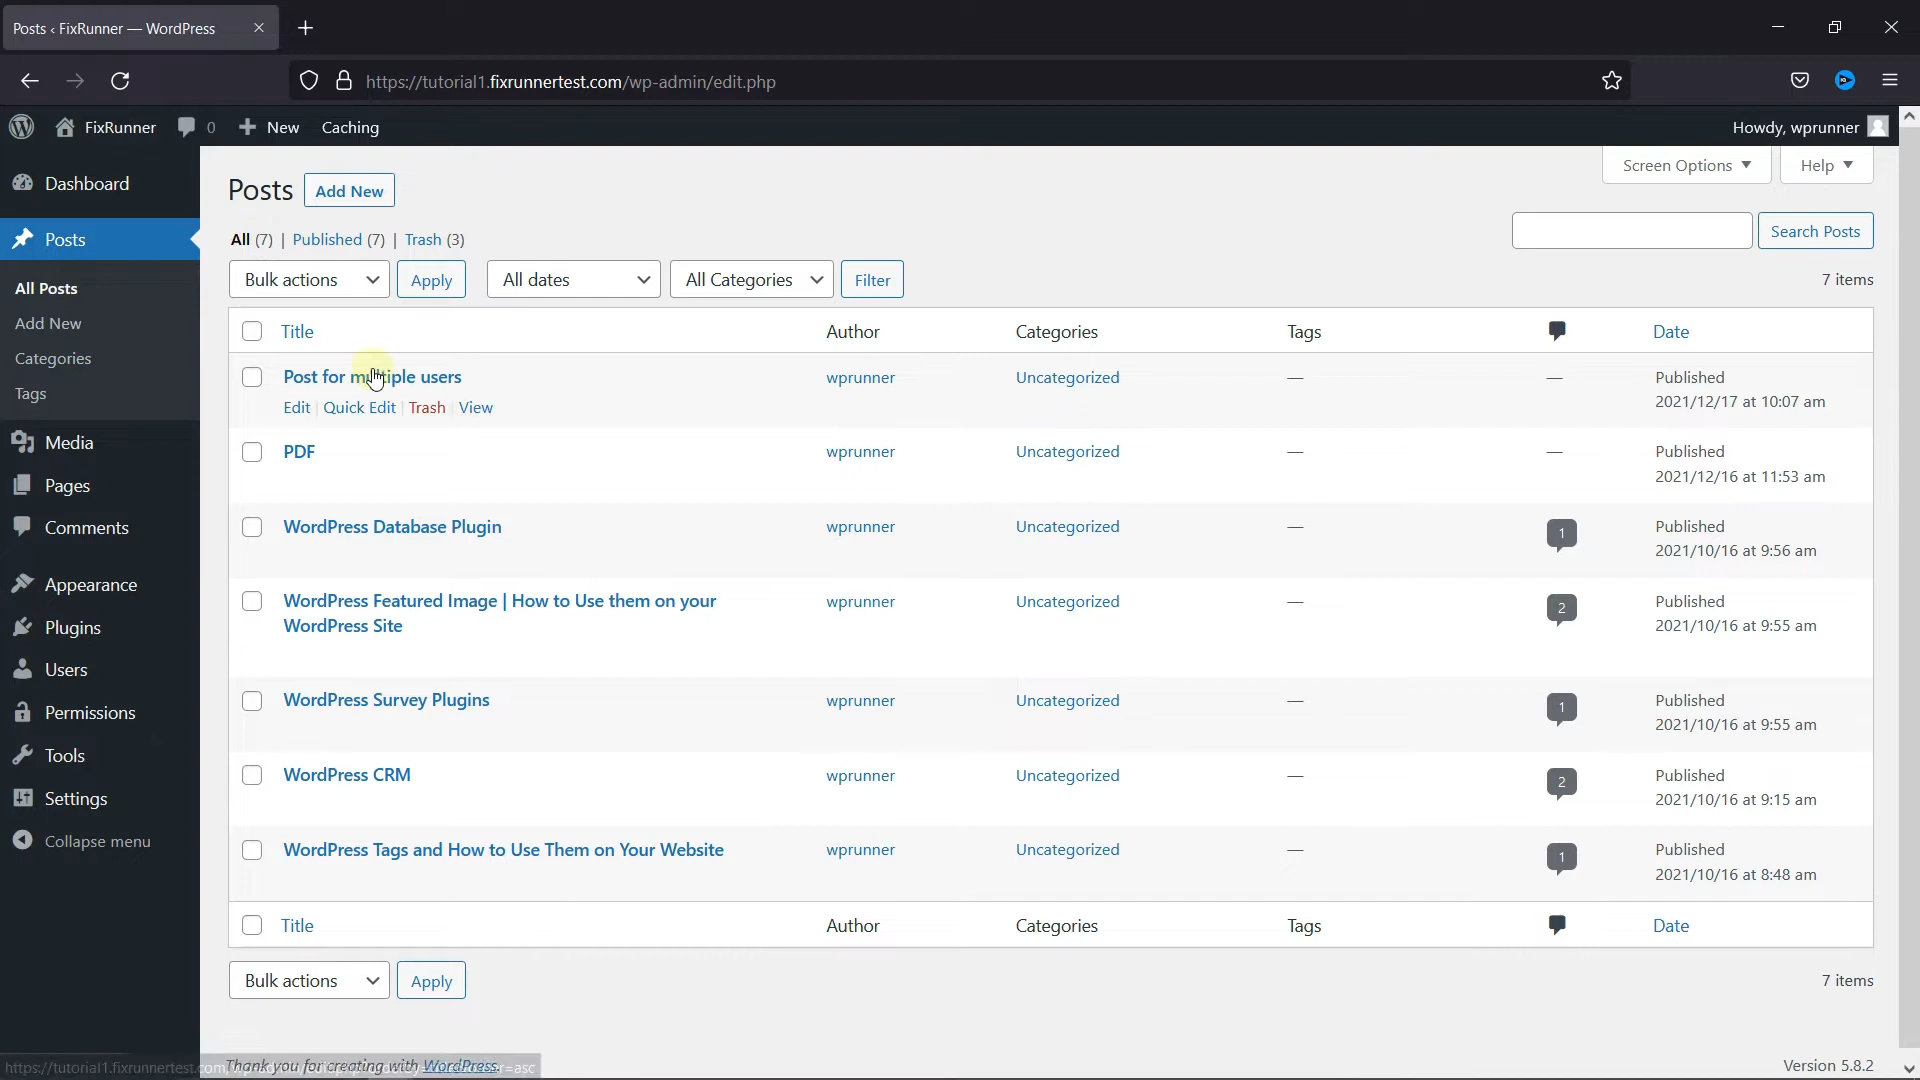 Posts ‹ FixRunner — WordPress
https://tutorial1.fixrunnertest.com/wp-admin/edit.php
FixRunner 0 New Caching Howdy, wprunner
Screen Options Help
Dashboard
Posts
All Posts
Add New
Categories
Tags
Media
Pages
Comments
Appearance
Plugins
Users
Permissions
Tools
Settings
Collapse menu
Posts Add New
All (7) | Published (7) | Trash (3)
Search Posts
Bulk actions Apply All dates All Categories Filter 7 items
Title Author Categories Tags Date
Post for multiple users wprunner Uncategorized — — Published
2021/12/17 at 10:07 am
Edit | Quick Edit | Trash | View
PDF wprunner Uncategorized — — Published
2021/12/16 at 11:53 am
WordPress Database Plugin wprunner Uncategorized — 1 Published
2021/10/16 at 9:56 am
WordPress Featured Image | How to Use them on your wprunner Uncategorized — 2 Published
WordPress Site 2021/10/16 at 9:55 am
WordPress Survey Plugins wprunner Uncategorized — 1 Published
2021/10/16 at 9:55 am
WordPress CRM wprunner Uncategorized — 2 Published
2021/10/16 at 9:15 am
WordPress Tags and How to Use Them on Your Website wprunner Uncategorized — 1 Published
2021/10/16 at 8:48 am
Title Author Categories Tags Date
Bulk actions Apply 7 items
Thank you for creating with WordPress.
Version 5.8.2